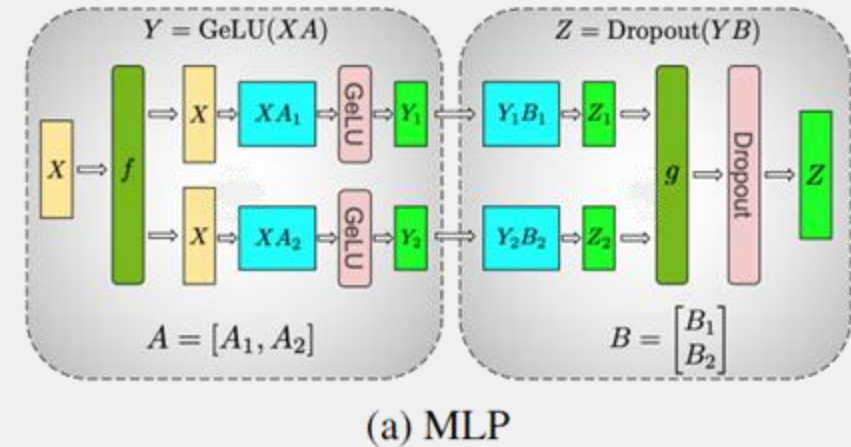 Y = GeLU(XA)
Z = Dropout(YB)
X
f
X
XA₁
GeLU
Y₁
Y₁B₁
Z₁
X
XA₂
GeLU
Y₂
Y₂B₂
Z₂
g
Dropout
Z
A = [A₁, A₂]
B = [B₁
B₂]
(a) MLP